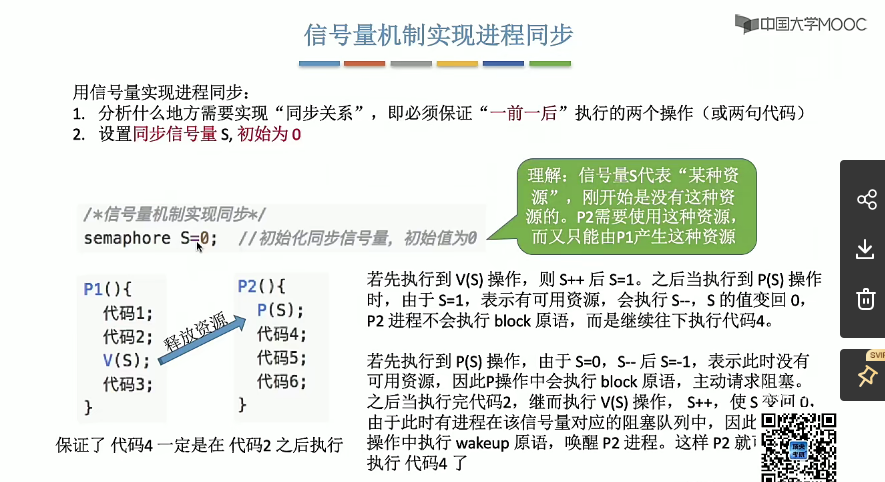 中国大学MOOC
信号量机制实现进程同步
用信号量实现进程同步：
1. 分析什么地方需要实现“同步关系”，即必须保证“一前一后”执行的两个操作（或两句代码）
2. 设置同步信号量 S, 初始为 0
理解：信号量S代表“某种资
源”，刚开始是没有这种资
源的。P2需要使用这种资源，
而又只能由P1产生这种资源
/*信号量机制实现同步*/
semaphore S=0; //初始化同步信号量，初始值为0
P1(){
代码1;
代码2;
V(S);
代码3;
}
释放资源
P2(){
P(S);
代码4;
代码5;
代码6;
}
保证了 代码4 一定是在 代码2 之后执行
若先执行到 V(S) 操作，则 S++ 后 S=1。之后当执行到 P(S) 操作
时，由于 S=1，表示有可用资源，会执行 S--，S 的值变回 0，
P2 进程不会执行 block 原语，而是继续往下执行代码4。
若先执行到 P(S) 操作，由于 S=0，S-- 后 S=-1，表示此时没有
可用资源，因此P操作中会执行 block 原语，主动请求阻塞。
之后当执行完代码2，继而执行 V(S) 操作， S++，使 S 变回 0，
由于此时有进程在该信号量对应的阻塞队列中，因此
操作中执行 wakeup 原语，唤醒 P2 进程。这样 P2 就
执行 代码4 了
SVIP